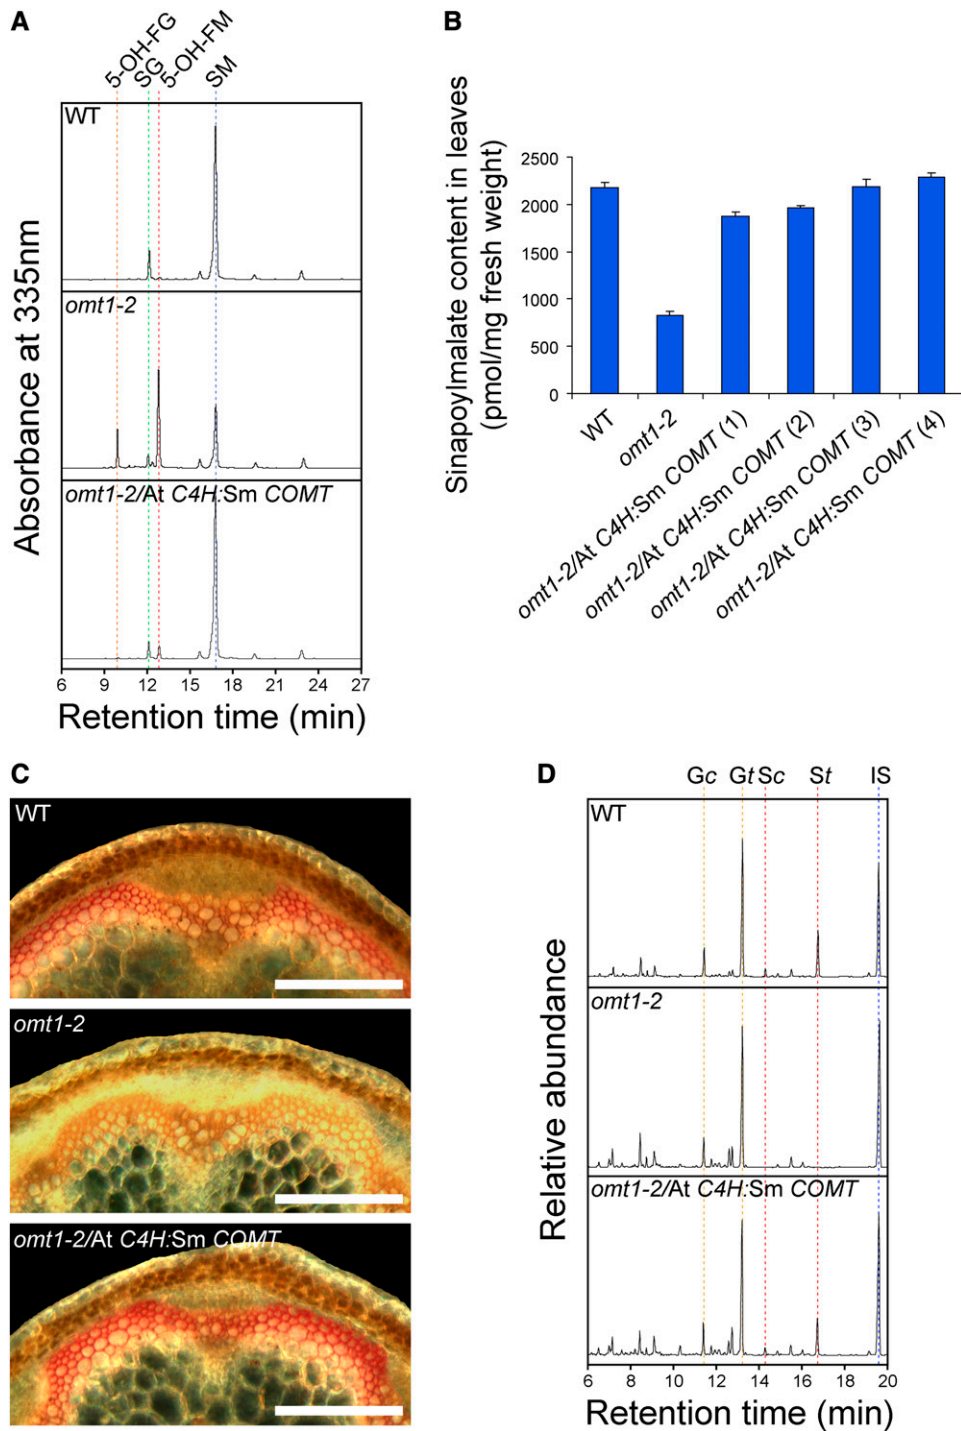 A
5-OH-FG
SG
5-OH-FM
SM
WT
omt1-2
omt1-2/At C4H:Sm COMT
Absorbance at 335nm
6 9 12 15 18 21 24 27
Retention time (min)
B
Sinapoylmalate content in leaves
(pmol/mg fresh weight)
2500
2000
1500
1000
500
0
WT
omt1-2
omt1-2/At C4H:Sm COMT (1)
omt1-2/At C4H:Sm COMT (2)
omt1-2/At C4H:Sm COMT (3)
omt1-2/At C4H:Sm COMT (4)
C
WT
omt1-2
omt1-2/At C4H:Sm COMT
D
Gc Gt Sc St IS
WT
omt1-2
omt1-2/At C4H:Sm COMT
Relative abundance
6 8 10 12 14 16 18 20
Retention time (min)